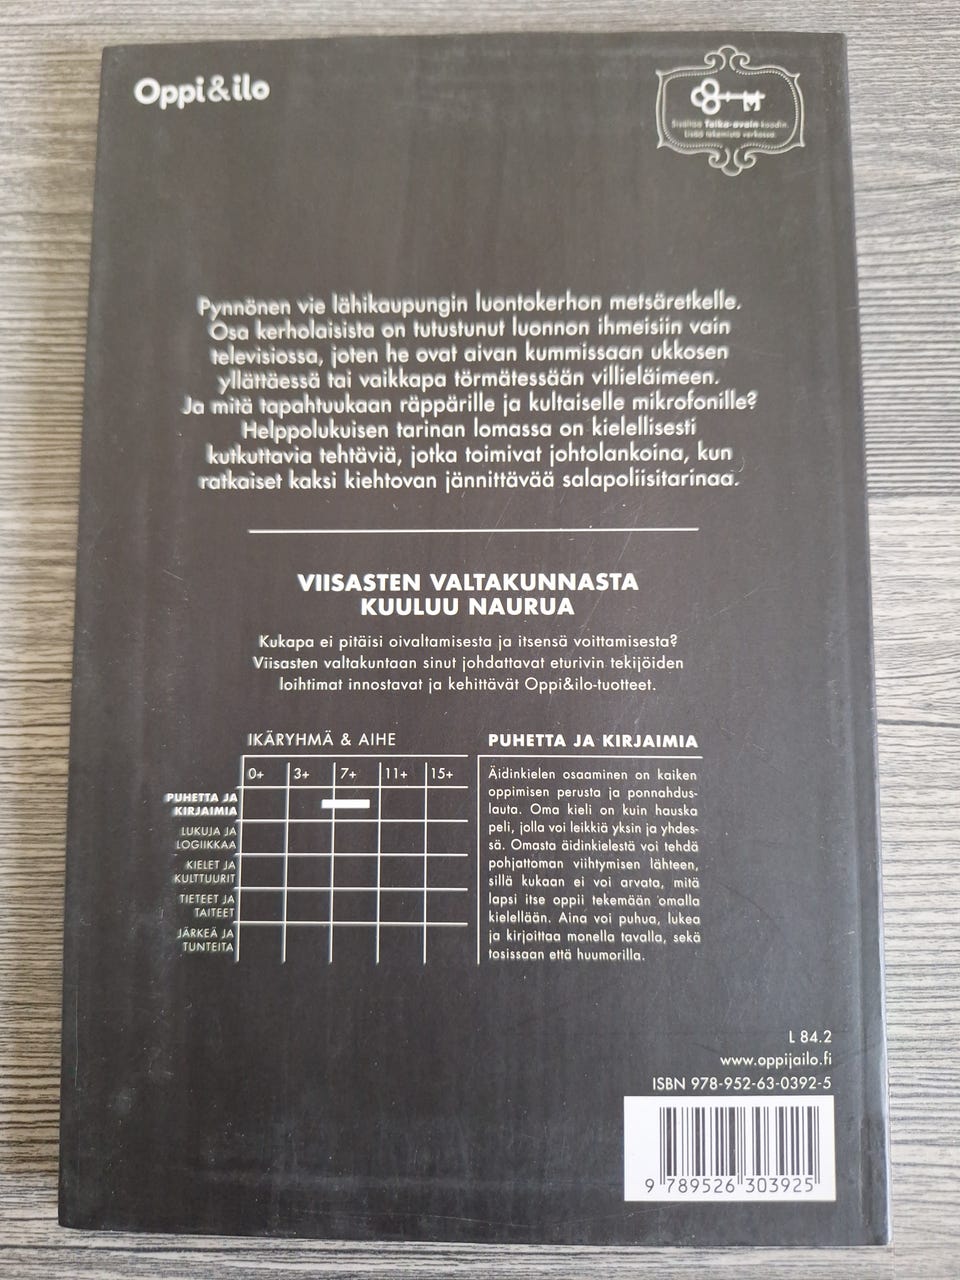 Oppi&ilo
Sisältää Taika-avain koodin.
Lisää tekemistä verkossa.
Pynnönen vie lähikaupungin luontokerhon metsäretkelle.
Osa kerholaisista on tutustunut luonnon ihmeisiin vain
televisiossa, joten he ovat aivan kummissaan ukkosen
yllättäessä tai vaikkapa törmätessään villieläimeen.
Ja mitä tapahtuukaan räppärille ja kultaiselle mikrofonille?
Helppolukuisen tarinan lomassa on kielellisesti
kutkuttavia tehtäviä, jotka toimivat johtolankoina, kun
ratkaiset kaksi kiehtovan jännittävää salapoliisitarinaa.
VIISASTEN VALTAKUNNASTA
KUULUU NAURUA
Kukapa ei pitäisi oivaltamisesta ja itsensä voittamisesta?
Viisasten valtakuntaan sinut johdattavat eturivin tekijöiden
loihtimat innostavat ja kehittävät Oppi&ilo-tuotteet.
IKÄRYHMÄ & AIHE
0+ 3+ 7+ 11+ 15+
PUHETTA JA
KIRJAIMIA
LUKUJA JA
LOGIIKKAA
KIELET JA
KULTTUURIT
TIETEET JA
TAITEET
JÄRKEÄ JA
TUNTEITA
PUHETTA JA KIRJAIMIA
Äidinkielen osaaminen on kaiken
oppimisen perusta ja ponnahdus-
lauta. Oma kieli on kuin hauska
peli, jolla voi leikkiä yksin ja yhdes-
sä. Omasta äidinkielestä voi tehdä
pohjattoman viihtymisen lähteen,
sillä kukaan ei voi arvata, mitä
lapsi itse oppii tekemään omalla
kielellään. Aina voi puhua, lukea
ja kirjoittaa monella tavalla, sekä
tosissaan että huumorilla.
L 84.2
www.oppijailo.fi
ISBN 978-952-63-0392-5
9 789526 303925